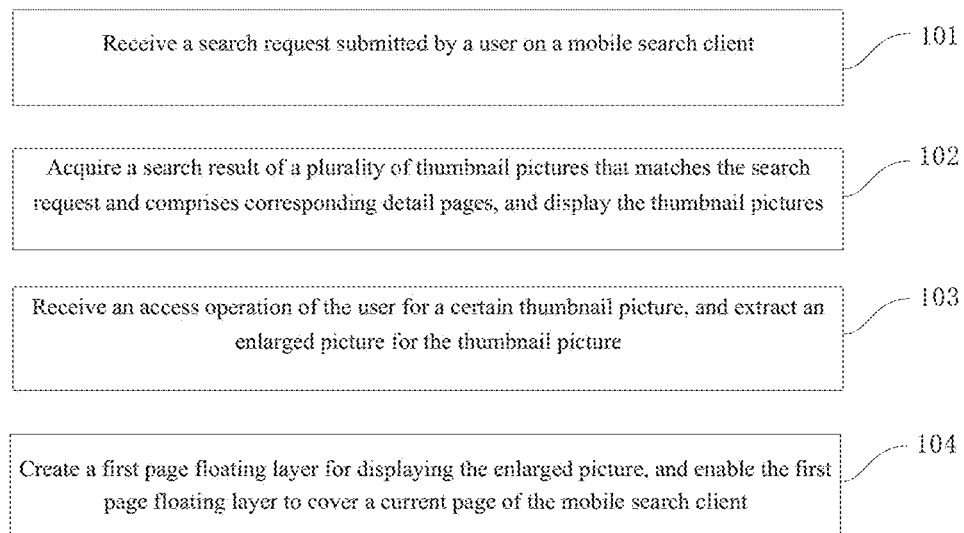 Receive a search request submitted by a user on a mobile search client
101
Acquire a search result of a plurality of thumbnail pictures that matches the search
request and comprises corresponding detail pages, and display the thumbnail pictures
102
Receive an access operation of the user for a certain thumbnail picture, and extract an
enlarged picture for the thumbnail picture
103
Create a first page floating layer for displaying the enlarged picture, and enable the first
page floating layer to cover a current page of the mobile search client
104